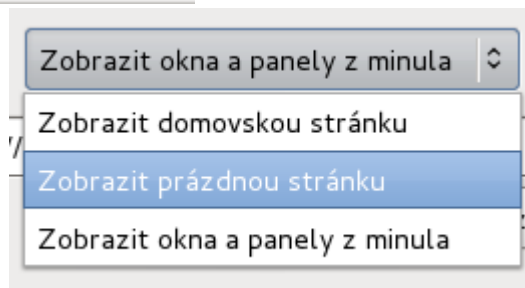 Zobrazit okna a panely z minula
Zobrazit domovskou stránku
Zobrazit prázdnou stránku
Zobrazit okna a panely z minula